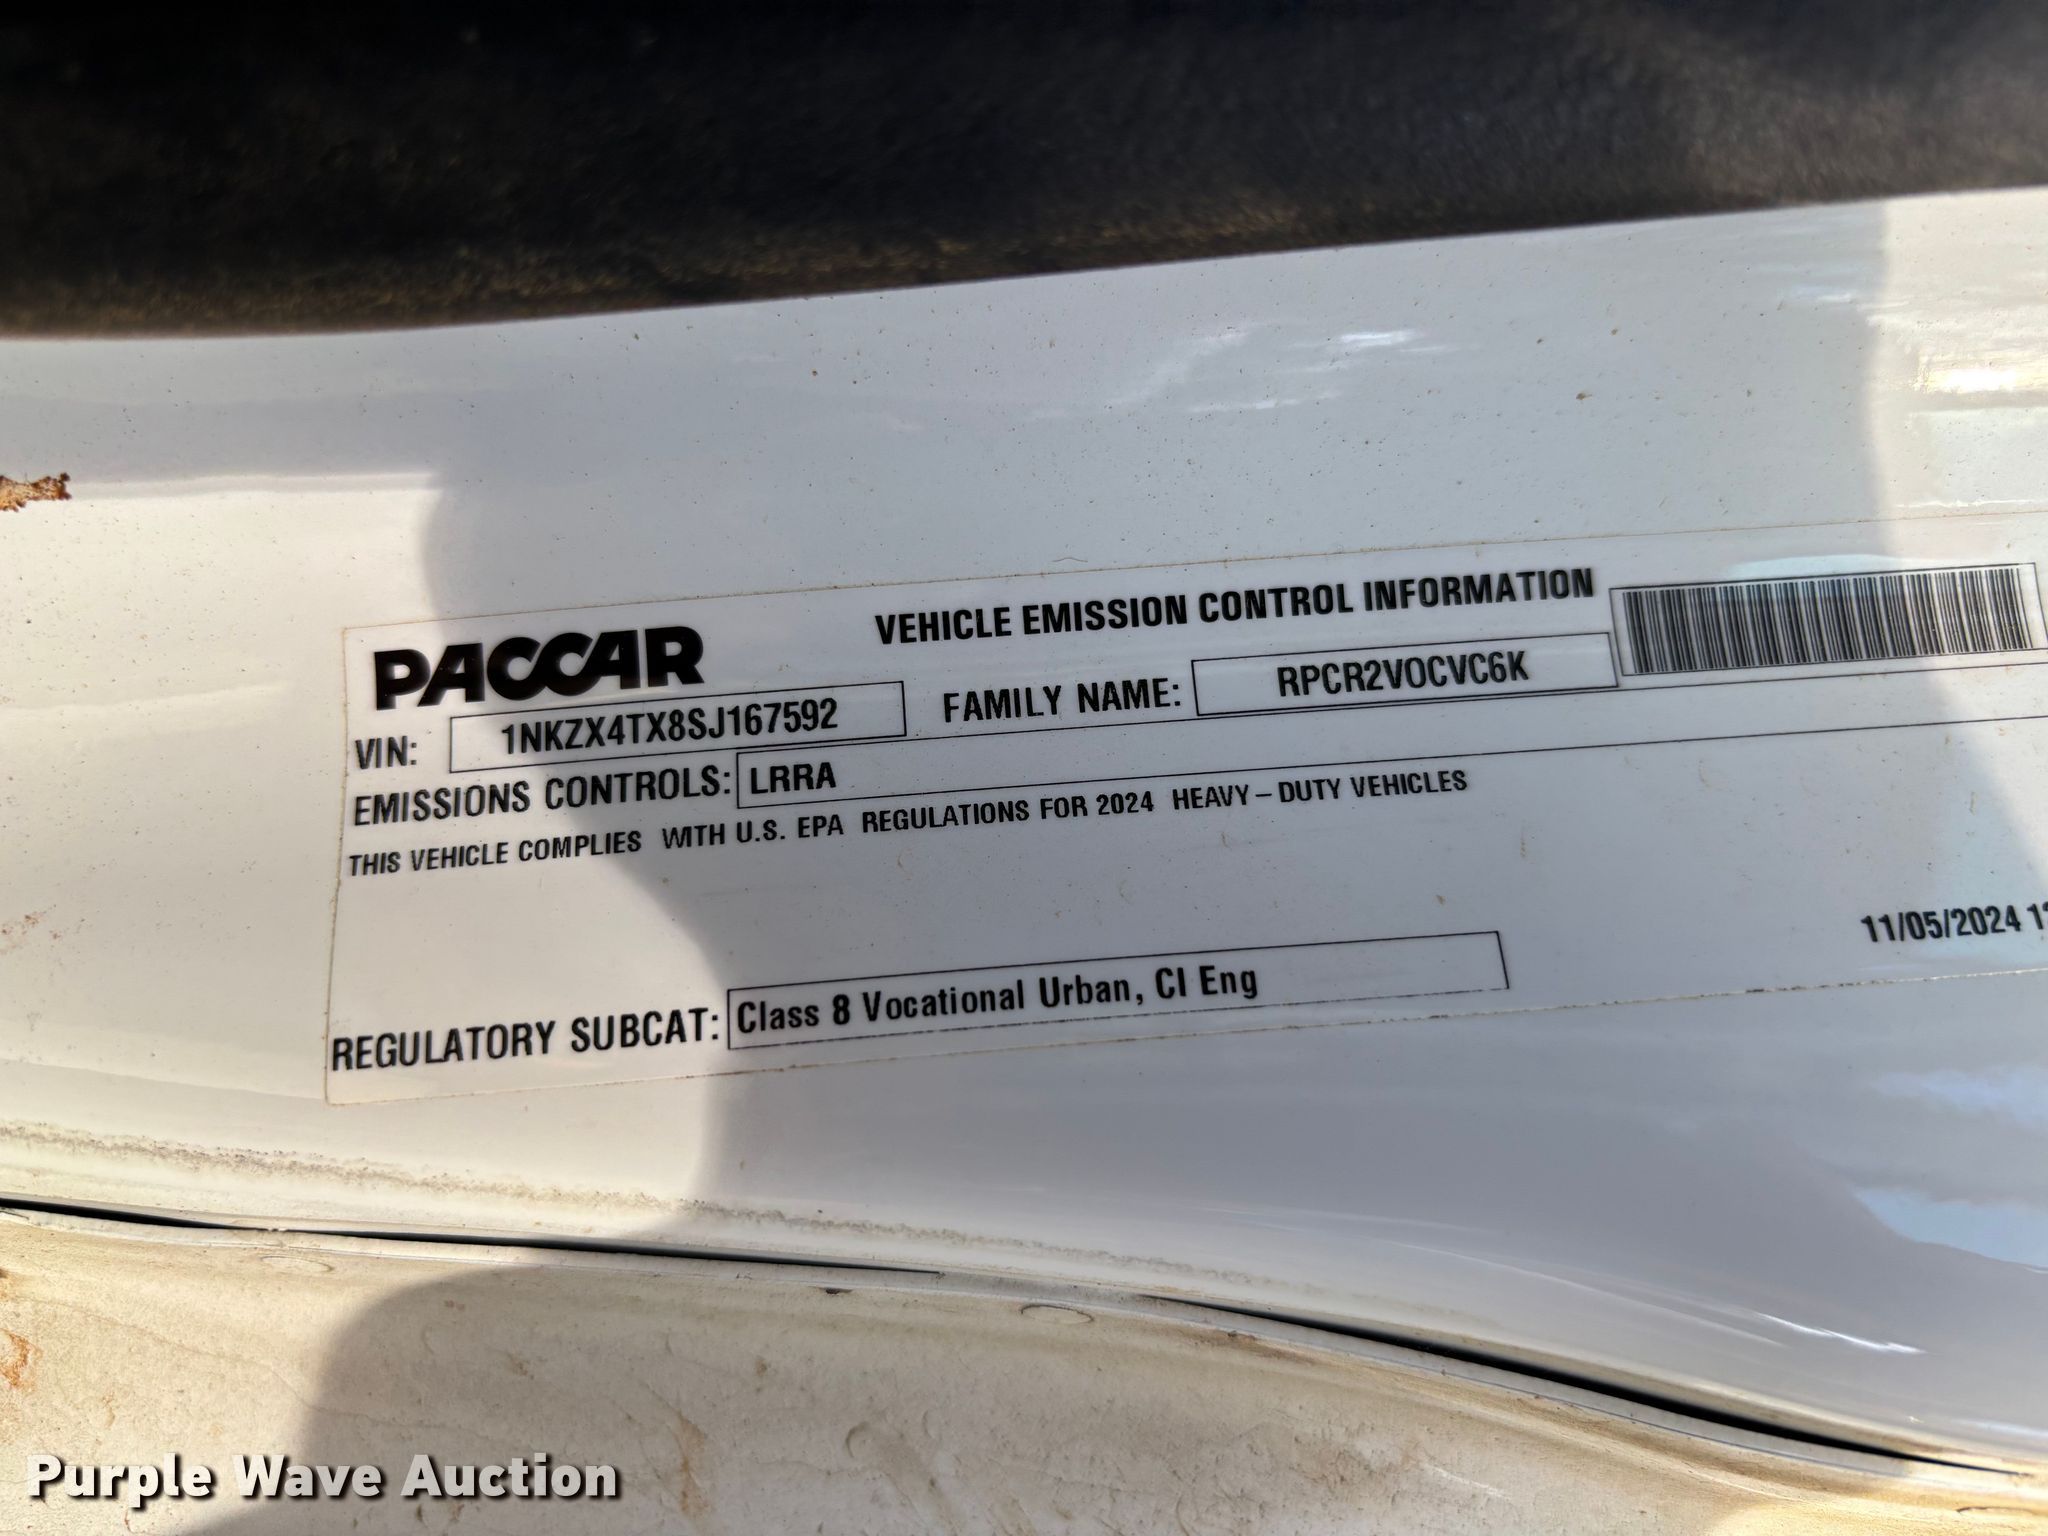 PACCAR
VEHICLE EMISSION CONTROL INFORMATION
VIN: 1NKZX4TX8SJ167592
FAMILY NAME: RPCR2VOCVC6K
EMISSIONS CONTROLS: LRRA
THIS VEHICLE COMPLIES WITH U.S. EPA REGULATIONS FOR 2024 HEAVY-DUTY VEHICLES
11/05/2024
REGULATORY SUBCAT: Class 8 Vocational Urban, CI Eng
Purple Wave Auction